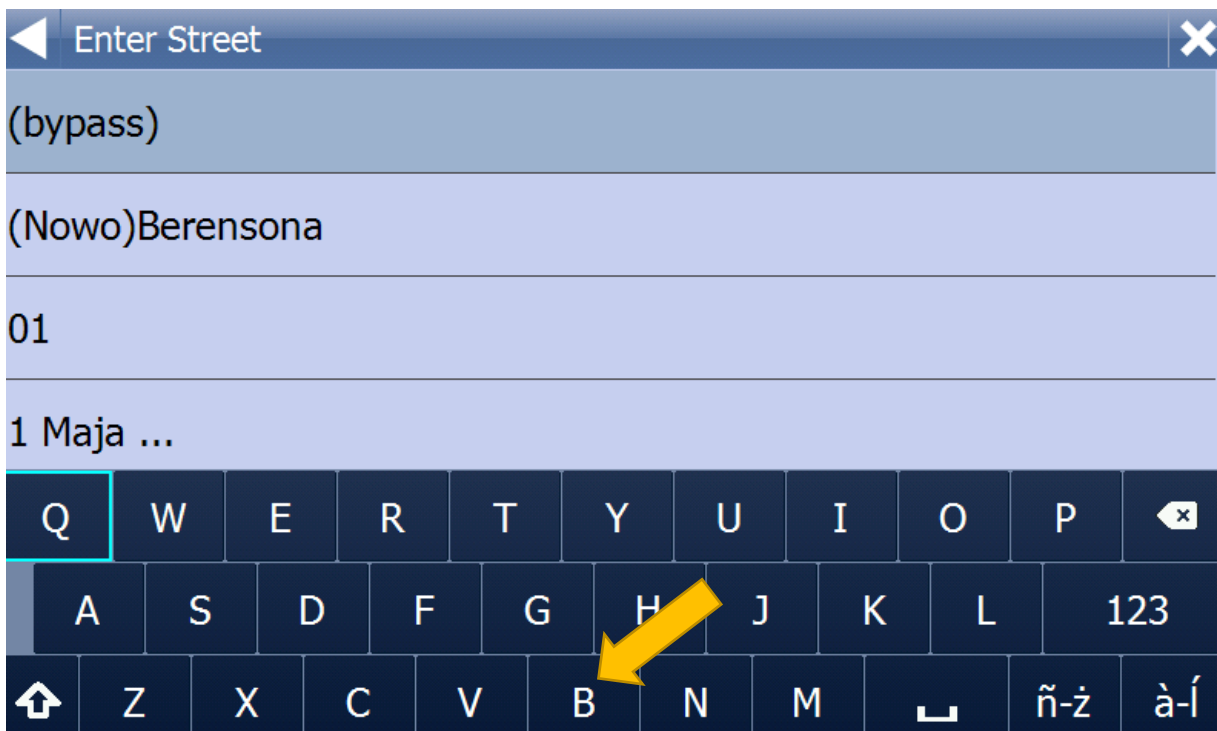 Enter Street
(bypass)
(Nowo)Berensona
01
1 Maja ...
Q W E R T Y U I O P
A S D F G H J K L 123
Z X C V B N M ñ-ż à-Í